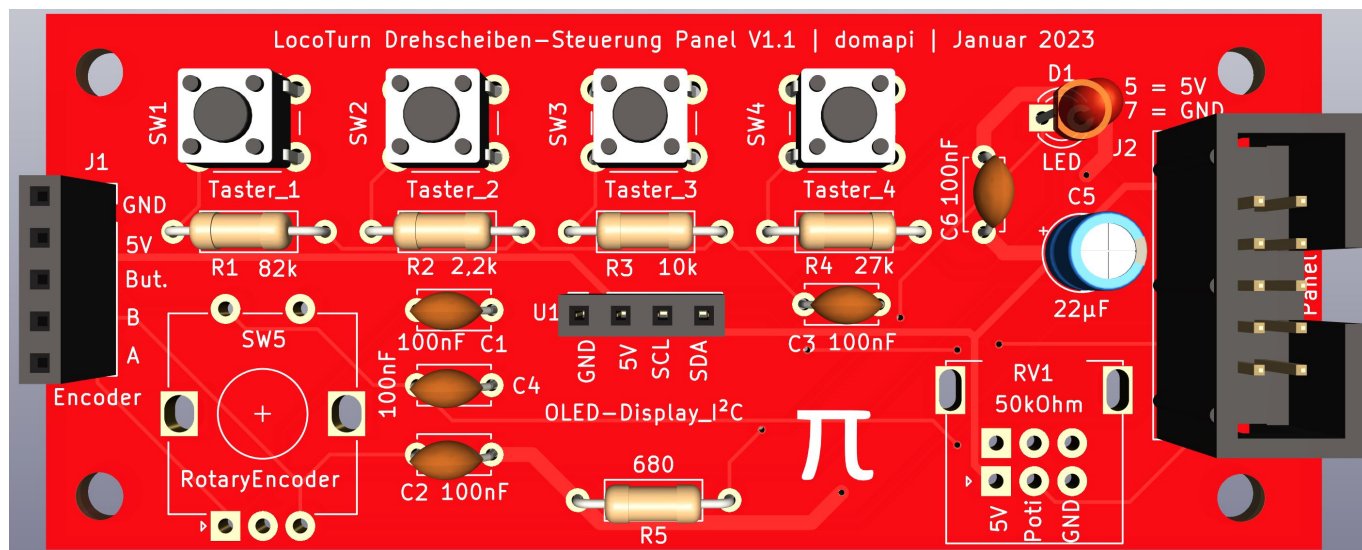 LocoTurn Drehscheiben-Steuerung Panel V1.1 | domapi | Januar 2023
SW1
SW2
SW3
SW4
D1
5 = 5V
7 = GND
LED
J2
J1
Taster_1
Taster_2
Taster_3
Taster_4
C6 100nF
C5
+
GND
5V
But.
B
A
Encoder
R1 82k
R2 2,2k
R3 10k
R4 27k
22µF
Panel
SW5
100nF C1
U1
C3 100nF
GND
5V
SCL
SDA
100nF
C4
RV1
50kOhm
OLED-Display_I²C
π
RotaryEncoder
C2 100nF
680
R5
5V
Poti
GND